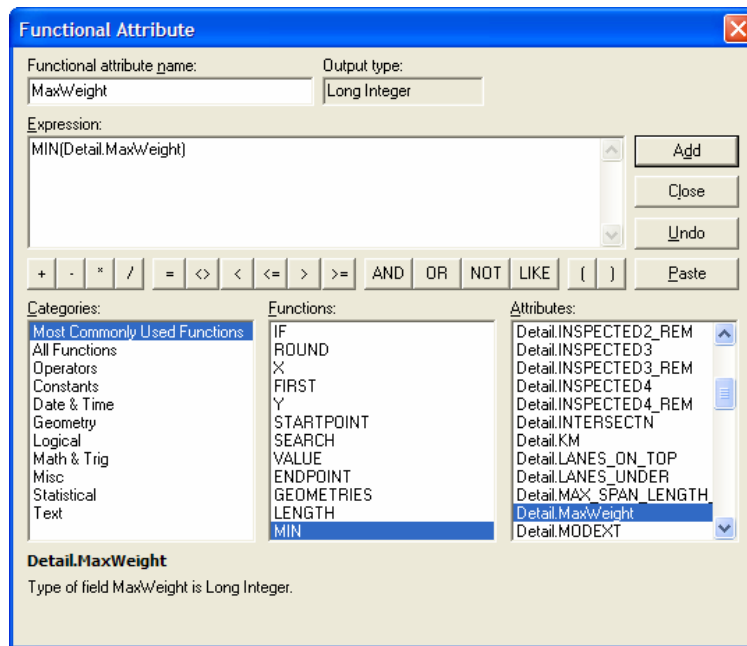 Functional Attribute
Functional attribute name:
Output type:
MaxWeight
Long Integer
Expression:
MIN(Detail.MaxWeight)
Add
Close
Undo
+ - * / = <> < <= > >= AND OR NOT LIKE ( ) Paste
Categories:
Functions:
Attributes:
Most Commonly Used Functions
All Functions
Operators
Constants
Date & Time
Geometry
Logical
Math & Trig
Misc
Statistical
Text
IF
ROUND
X
FIRST
Y
STARTPOINT
SEARCH
VALUE
ENDPOINT
GEOMETRIES
LENGTH
MIN
Detail.INSPECTED2_REM
Detail.INSPECTED3
Detail.INSPECTED3_REM
Detail.INSPECTED4
Detail.INSPECTED4_REM
Detail.INTERSECTN
Detail.KM
Detail.LANES_ON_TOP
Detail.LANES_UNDER
Detail.MAX_SPAN_LENGTH_
Detail.MaxWeight
Detail.MODEXT
Detail.MaxWeight
Type of field MaxWeight is Long Integer.